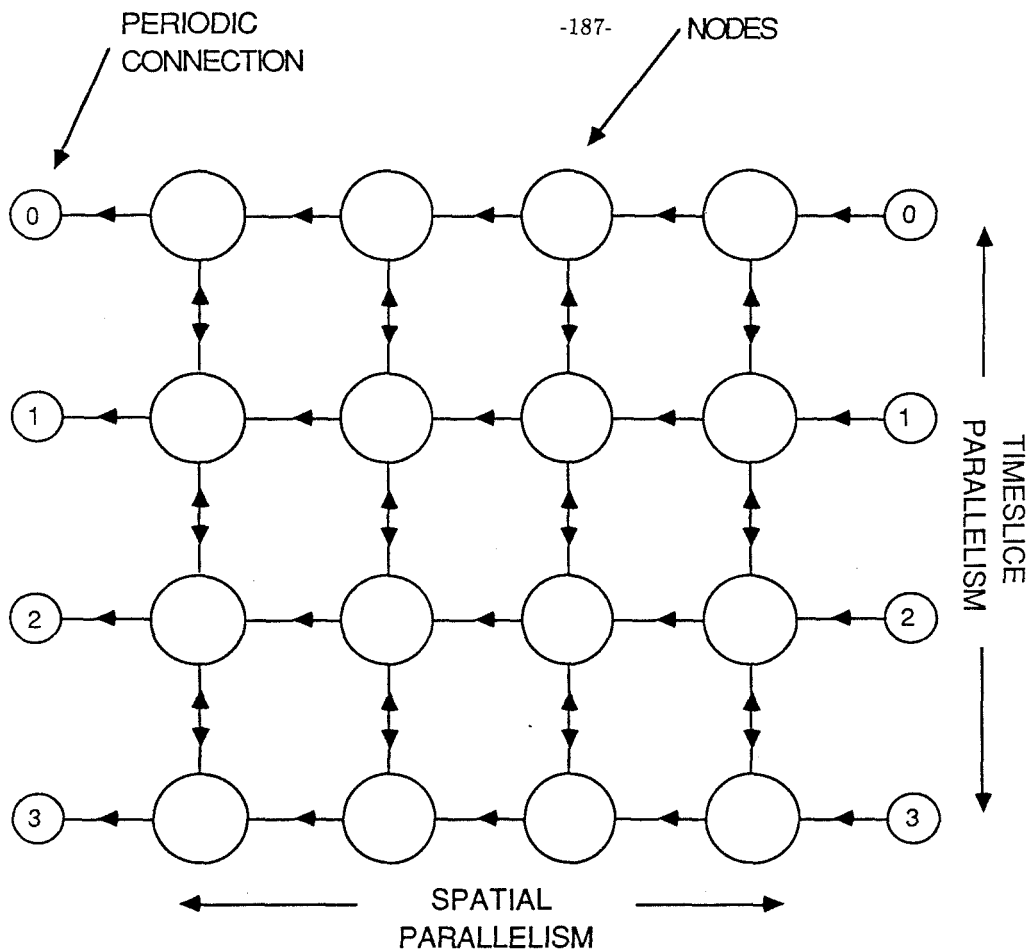 -187-
PERIODIC
CONNECTION
NODES
0
0
1
1
2
2
3
3
TIMESLICE
PARALLELISM
SPATIAL
PARALLELISM